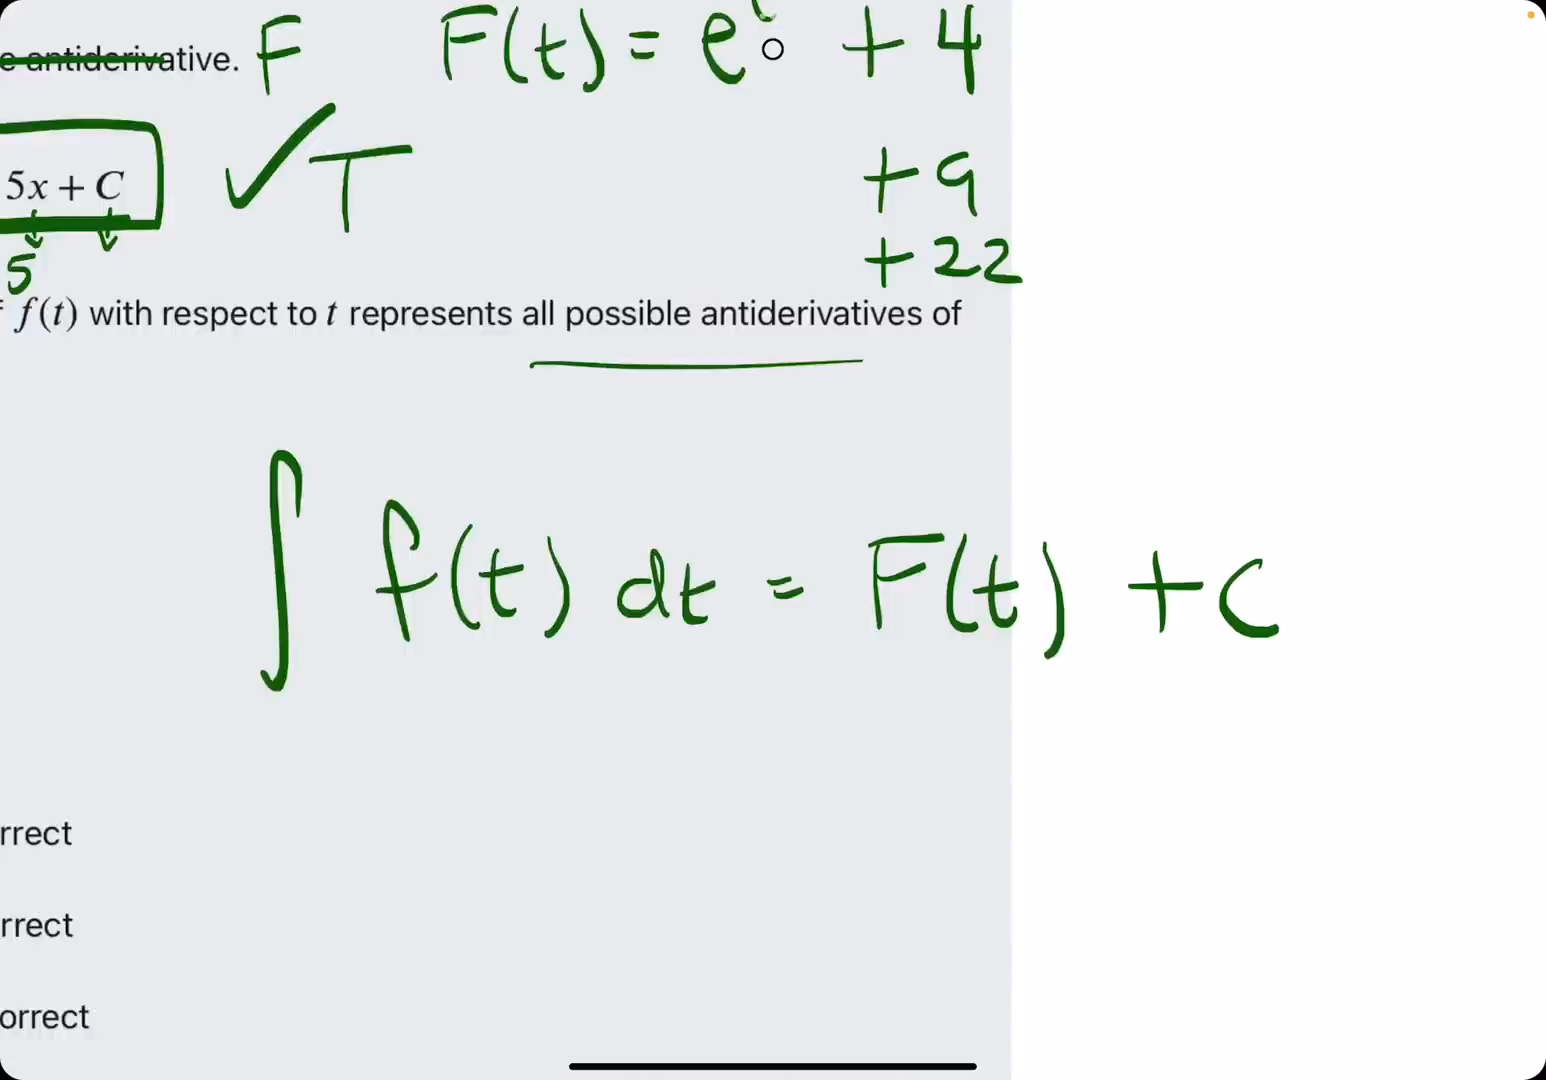 e antiderivative. F F(t) = e^t + 4
5x + C ✓ T + 9
+ 22
5
f(t) with respect to t represents all possible antiderivatives of
∫ f(t) dt = F(t) + C
rrect
rrect
orrect